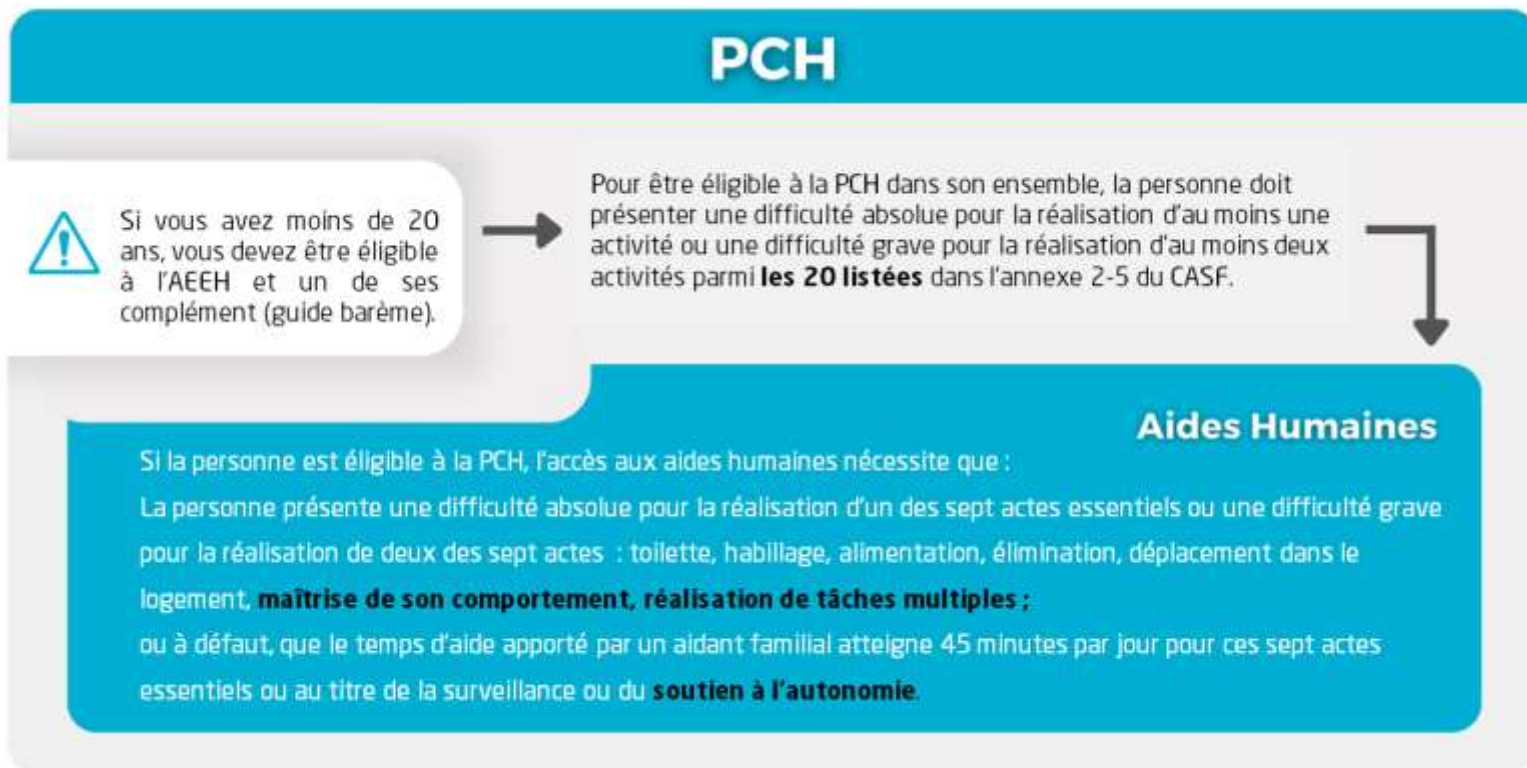 PCH
Si vous avez moins de 20
ans, vous devez être éligible
à l'AEEH et un de ses
complément (guide barème).
Pour être éligible à la PCH dans son ensemble, la personne doit
présenter une difficulté absolue pour la réalisation d'au moins une
activité ou une difficulté grave pour la réalisation d'au moins deux
activités parmi les 20 listées dans l'annexe 2-5 du CASF.
Aides Humaines
Si la personne est éligible à la PCH, l'accès aux aides humaines nécessite que :
La personne présente une difficulté absolue pour la réalisation d'un des sept actes essentiels ou une difficulté grave
pour la réalisation de deux des sept actes : toilette, habillage, alimentation, élimination, déplacement dans le
logement, maîtrise de son comportement, réalisation de tâches multiples ;
ou à défaut, que le temps d'aide apporté par un aidant familial atteigne 45 minutes par jour pour ces sept actes
essentiels ou au titre de la surveillance ou du soutien à l'autonomie.